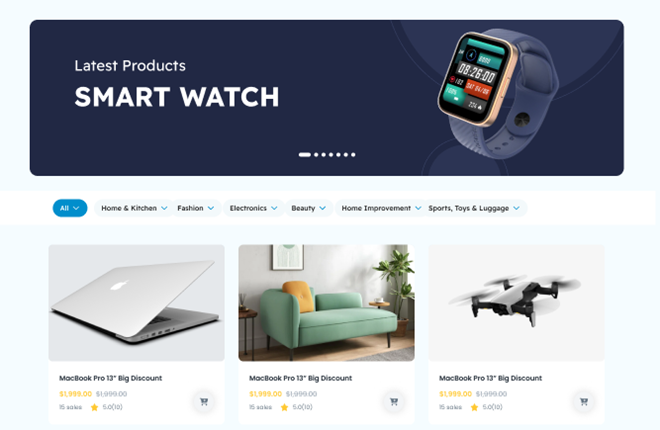 Latest Products
SMART WATCH
08:26:00
All
Home & Kitchen
Fashion
Electronics
Beauty
Home Improvement
Sports, Toys & Luggage
MacBook Pro 13" Big Discount
$1,999.00 $1,999.00
15 sales 5.0(10)
MacBook Pro 13" Big Discount
$1,999.00 $1,999.00
15 sales 5.0(10)
MacBook Pro 13" Big Discount
$1,999.00 $1,999.00
15 sales 5.0(10)